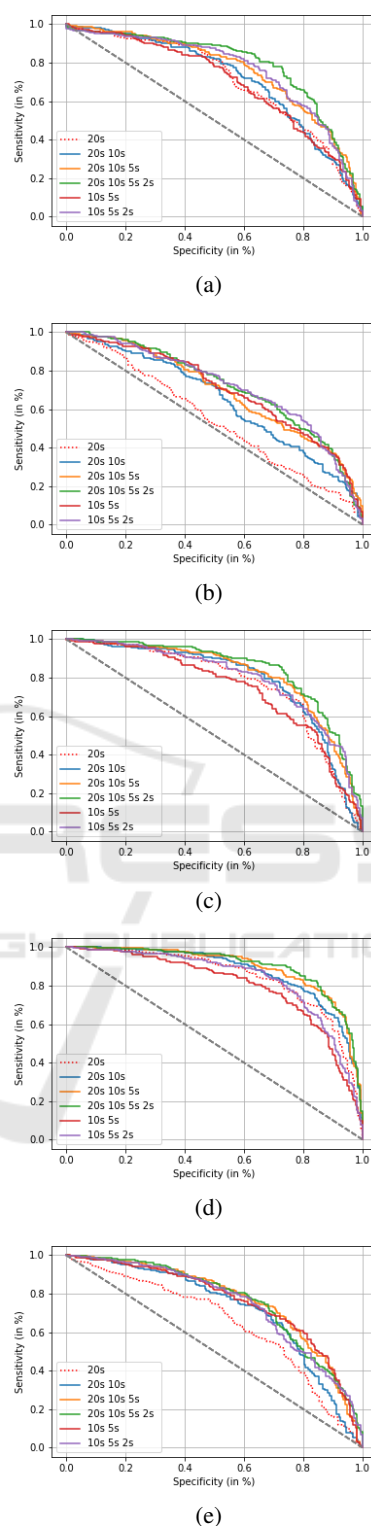 1.0
0.8
0.6
0.4
0.2
0.0
Sensitivity (in %)
20s
20s 10s
20s 10s 5s
20s 10s 5s 2s
10s 5s
10s 5s 2s
0.0 0.2 0.4 0.6 0.8 1.0
Specificity (in %)
(a)
1.0
0.8
0.6
0.4
0.2
0.0
Sensitivity (in %)
20s
20s 10s
20s 10s 5s
20s 10s 5s 2s
10s 5s
10s 5s 2s
0.0 0.2 0.4 0.6 0.8 1.0
Specificity (in %)
(b)
1.0
0.8
0.6
0.4
0.2
0.0
Sensitivity (in %)
20s
20s 10s
20s 10s 5s
20s 10s 5s 2s
10s 5s
10s 5s 2s
0.0 0.2 0.4 0.6 0.8 1.0
Specificity (in %)
(c)
1.0
0.8
0.6
0.4
0.2
0.0
Sensitivity (in %)
20s
20s 10s
20s 10s 5s
20s 10s 5s 2s
10s 5s
10s 5s 2s
0.0 0.2 0.4 0.6 0.8 1.0
Specificity (in %)
(d)
1.0
0.8
0.6
0.4
0.2
0.0
Sensitivity (in %)
20s
20s 10s
20s 10s 5s
20s 10s 5s 2s
10s 5s
10s 5s 2s
0.0 0.2 0.4 0.6 0.8 1.0
Specificity (in %)
(e)